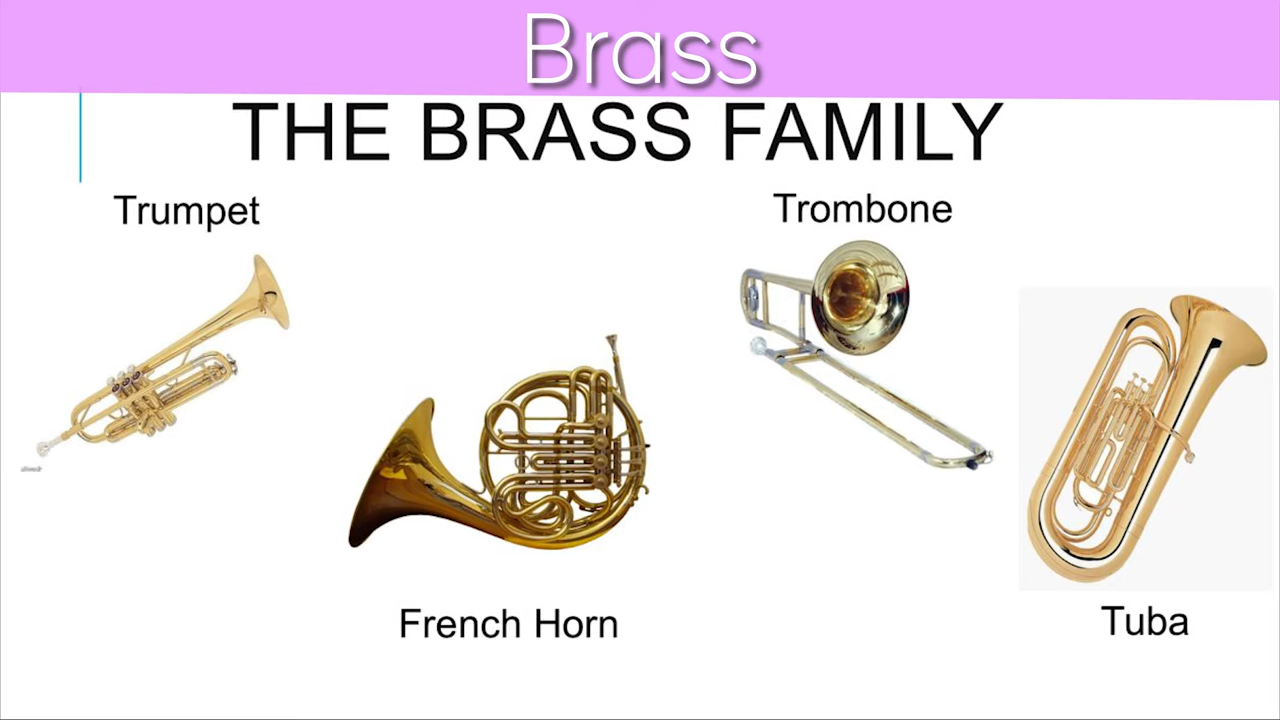 Brass
THE BRASS FAMILY
Trumpet
Trombone
French Horn
Tuba